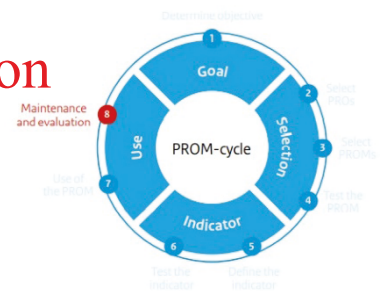 Determine objective
on
1
Goal
Maintenance
and evaluation
8
2
Select
PROs
Use
PROM-cycle
Selection
3
Select
PROMs
Use of
the PROM
7
4
Test the
PROM
Indicator
6
5
Test the
indicator
Define the
indicator